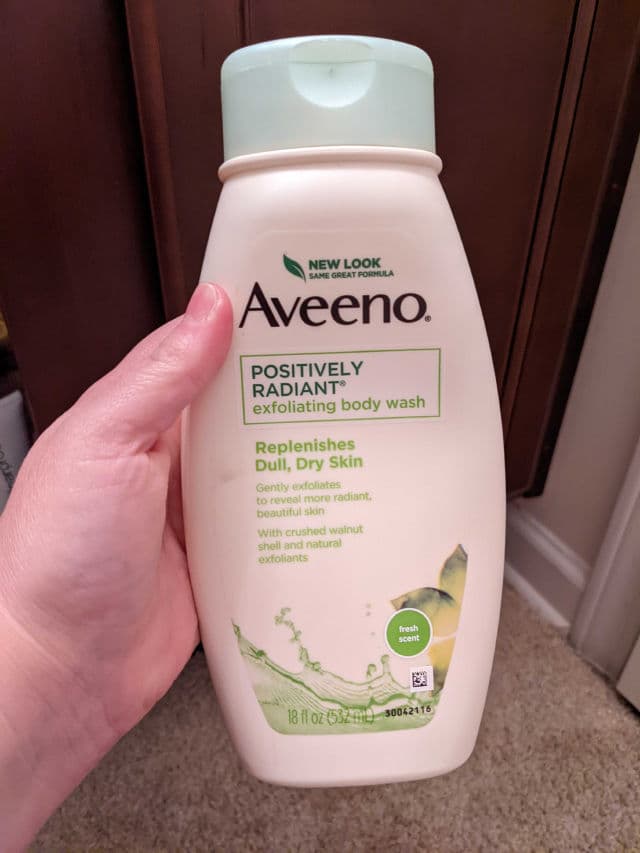 NEW LOOK
SAME GREAT FORMULA
Aveeno®
POSITIVELY
RADIANT®
exfoliating body wash
Replenishes
Dull, Dry Skin
Gently exfoliates
to reveal more radiant,
beautiful skin
With crushed walnut
shell and natural
exfoliants
fresh
scent
18 fl oz (532 mL)
30042116